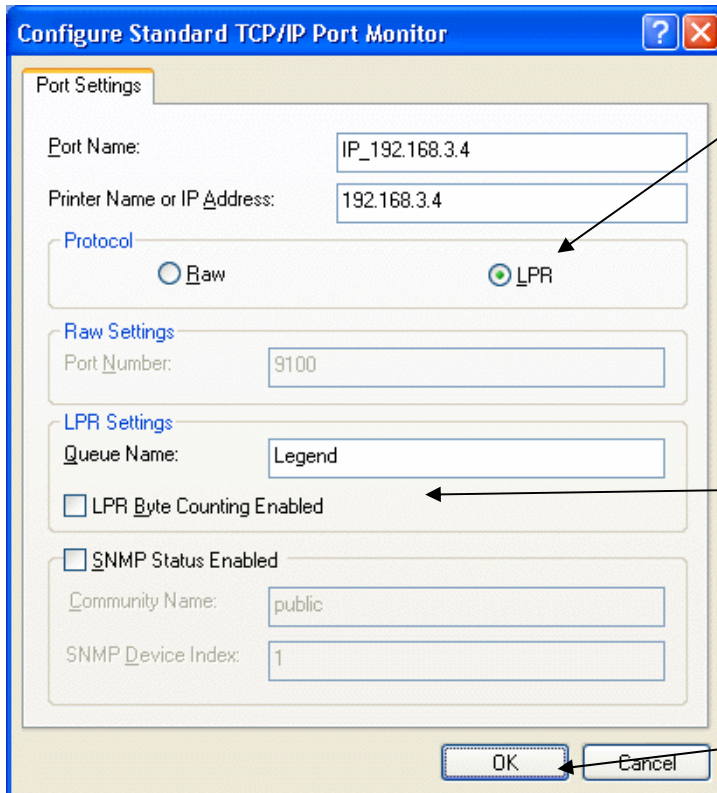 Configure Standard TCP/IP Port Monitor
Port Settings
Port Name: IP_192.168.3.4
Printer Name or IP Address: 192.168.3.4
Protocol
Raw LPR
Raw Settings
Port Number: 9100
LPR Settings
Queue Name: Legend
LPR Byte Counting Enabled
SNMP Status Enabled
Community Name: public
SNMP Device Index: 1
OK Cancel